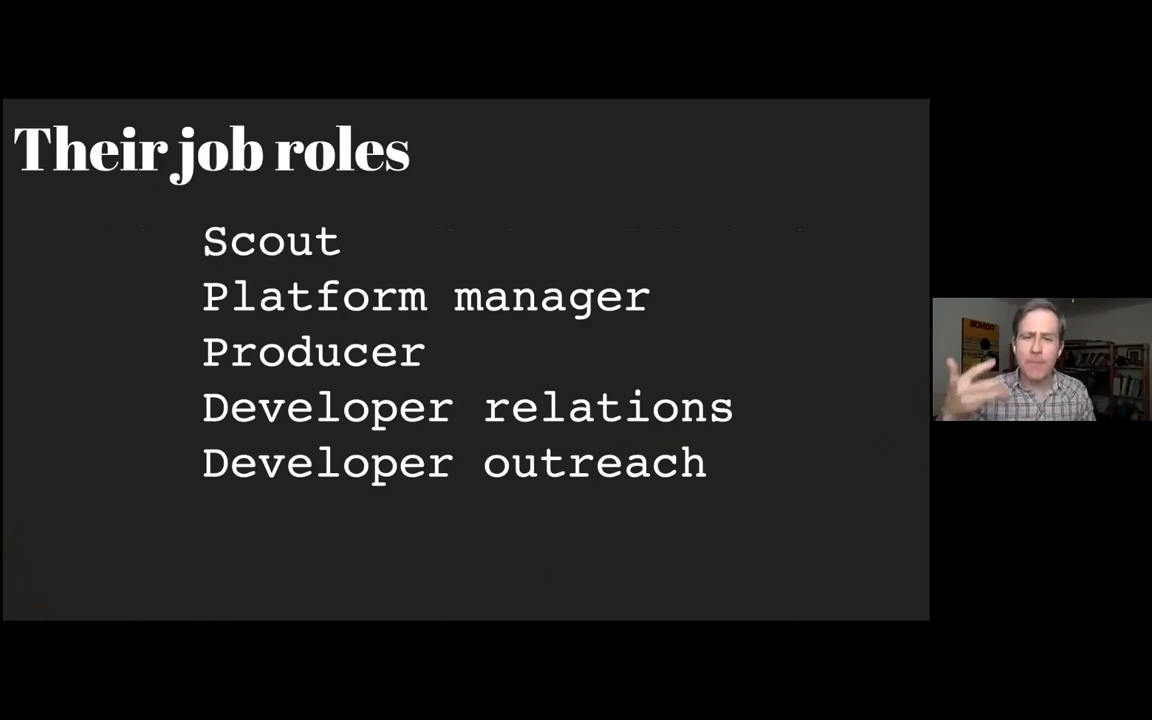 Their job roles
Scout
Platform manager
Producer
Developer relations
Developer outreach